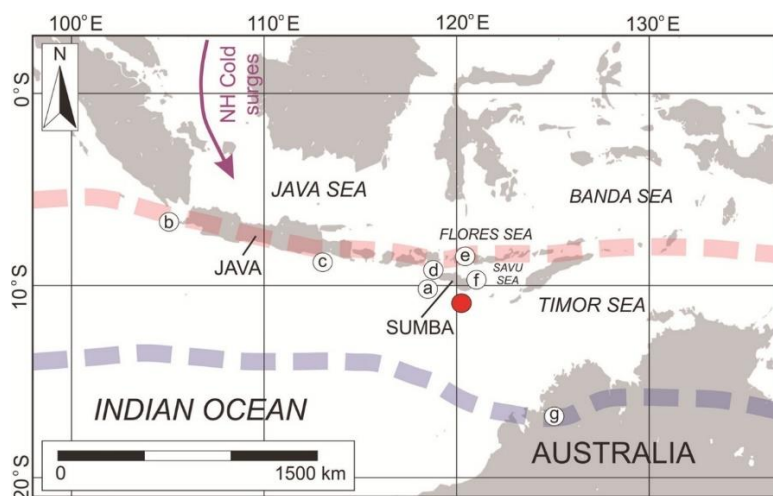 100°E
110°E
120°E
130°E
N
NH Cold
surges
0°S
JAVA SEA
BANDA SEA
FLORES SEA
b
e
SAVU
SEA
JAVA
c
d
f
a
10°S
SUMBA
TIMOR SEA
INDIAN OCEAN
g
AUSTRALIA
0
1500 km
20°S